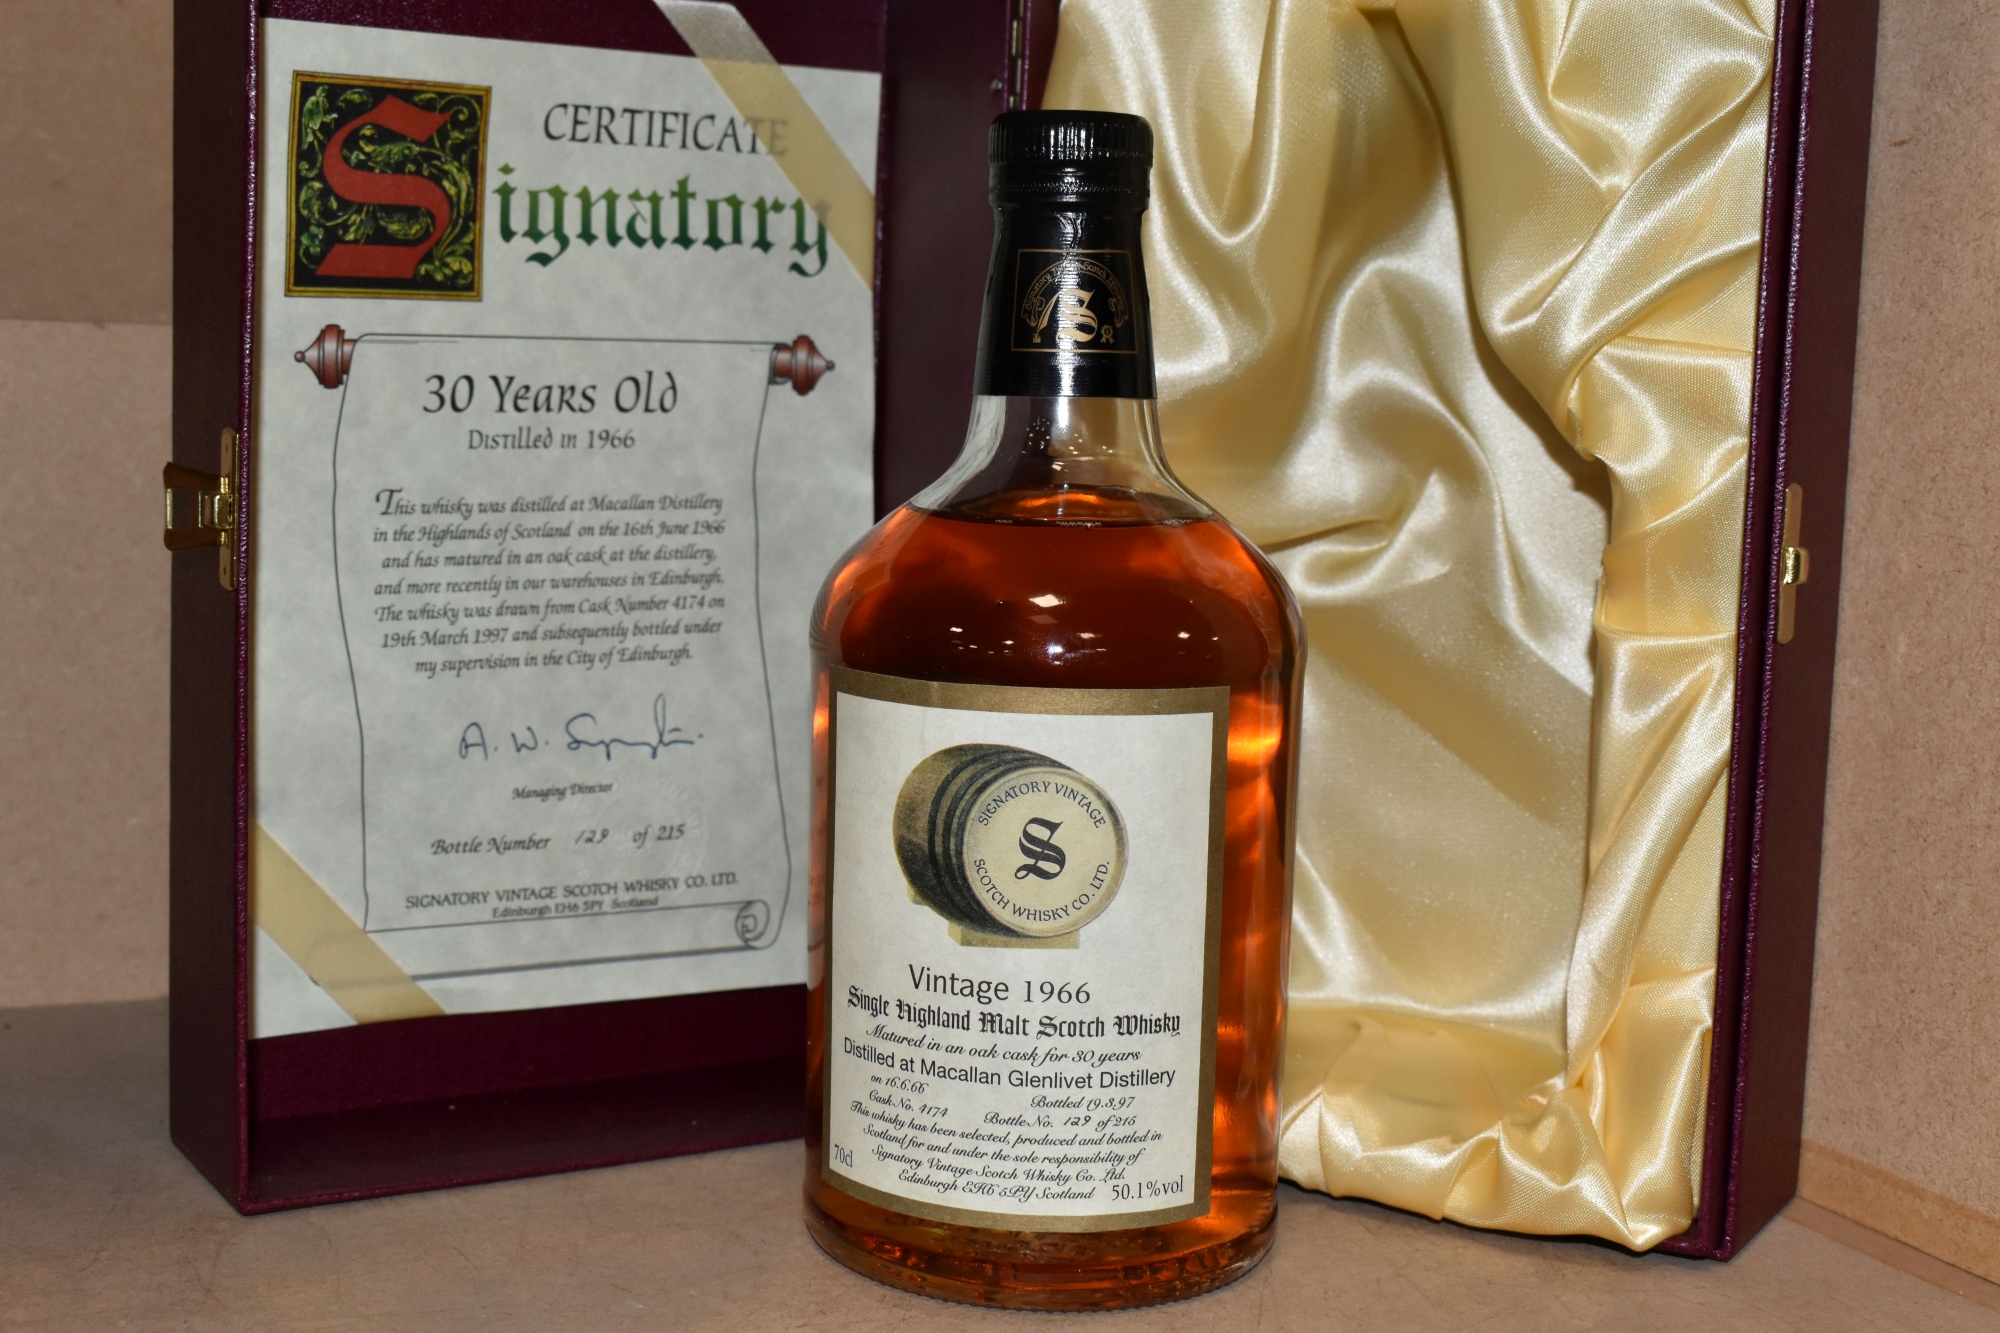 CERTIFICATE
Signatory
30 Years Old
Distilled in 1966
This whisky was distilled at Macallan Distillery
in the Highlands of Scotland on the 16th June 1966
and has matured in an oak cask at the distillery,
and more recently in our warehouses in Edinburgh.
The whisky was drawn from Cask Number 4174 on
19th March 1997 and subsequently bottled under
my supervision in the City of Edinburgh.
A. W. Symington.
Managing Director
Bottle Number 129 of 215
SIGNATORY VINTAGE SCOTCH WHISKY CO. LTD.
Edinburgh EH6 5PY Scotland
S
SIGNATORY VINTAGE
S
SCOTCH WHISKY CO. LTD.
Vintage 1966
Single Highland Malt Scotch Whisky
Matured in an oak cask for 30 years
Distilled at Macallan Glenlivet Distillery
on 16.6.66
Bottled 19.3.97
Cask No. 4174
Bottle No. 129 of 215
This whisky has been selected, produced and bottled in
Scotland for and under the sole responsibility of
Signatory Vintage Scotch Whisky Co. Ltd.
Edinburgh EH6 5PY Scotland
70cl
50.1%vol